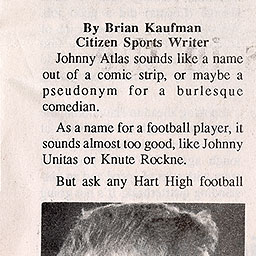 By Brian Kaufman
Citizen Sports Writer
Johnny Atlas sounds like a name
out of a comic strip, or maybe a
pseudonym for a burlesque
comedian.
As a name for a football player, it
sounds almost too good, like Johnny
Unitas or Knute Rockne.
But ask any Hart High football